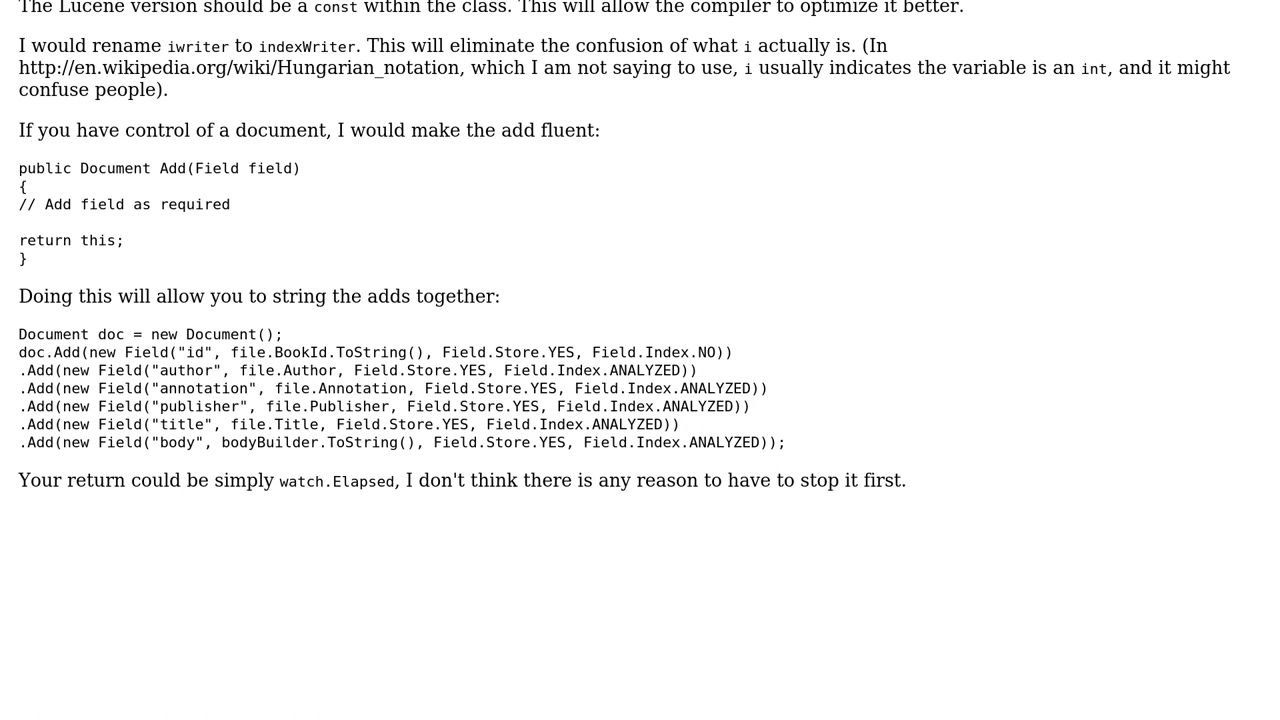 The Lucene version should be a const within the class. This will allow the compiler to optimize it better.
I would rename iwriter to indexWriter. This will eliminate the confusion of what i actually is. (In
http://en.wikipedia.org/wiki/Hungarian_notation, which I am not saying to use, i usually indicates the variable is an int, and it might
confuse people).
If you have control of a document, I would make the add fluent:
public Document Add(Field field)
{
// Add field as required
return this;
}
Doing this will allow you to string the adds together:
Document doc = new Document();
doc.Add(new Field("id", file.BookId.ToString(), Field.Store.YES, Field.Index.NO))
.Add(new Field("author", file.Author, Field.Store.YES, Field.Index.ANALYZED))
.Add(new Field("annotation", file.Annotation, Field.Store.YES, Field.Index.ANALYZED))
.Add(new Field("publisher", file.Publisher, Field.Store.YES, Field.Index.ANALYZED))
.Add(new Field("title", file.Title, Field.Store.YES, Field.Index.ANALYZED))
.Add(new Field("body", bodyBuilder.ToString(), Field.Store.YES, Field.Index.ANALYZED));
Your return could be simply watch.Elapsed, I don't think there is any reason to have to stop it first.